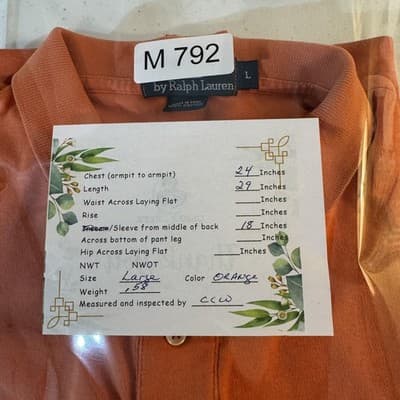 M 792
by Ralph Lauren
L
Chest (armpit to armpit) 24 Inches
Length 29 Inches
Waist Across Laying Flat Inches
Rise Inches
/Sleeve from middle of back 18 Inches
Across bottom of pant leg Inches
Hip Across Laying Flat Inches
NWT NWOT
Size Large Color ORANGE
Weight .58
Measured and inspected by CCW